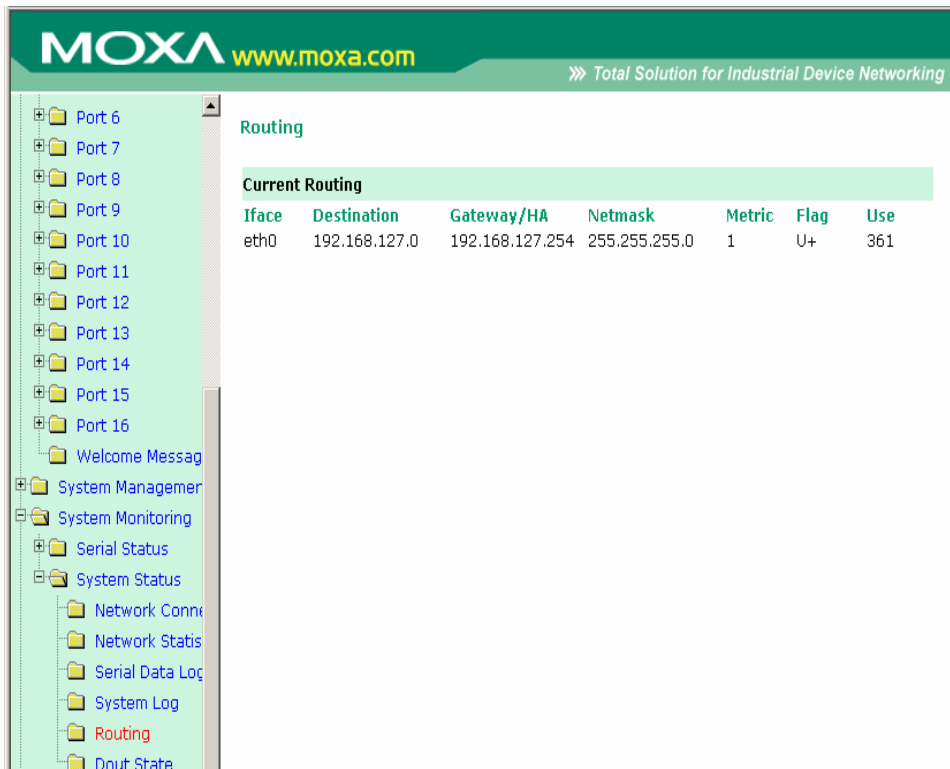 MOXA www.moxa.com
Total Solution for Industrial Device Networking
Port 6
Port 7
Port 8
Port 9
Port 10
Port 11
Port 12
Port 13
Port 14
Port 15
Port 16
Welcome Messag
System Managemer
System Monitoring
Serial Status
System Status
Network Conne
Network Statis
Serial Data Log
System Log
Routing
Dout State
Routing
Current Routing
Iface Destination Gateway/HA Netmask Metric Flag Use
eth0 192.168.127.0 192.168.127.254 255.255.255.0 1 U+ 361